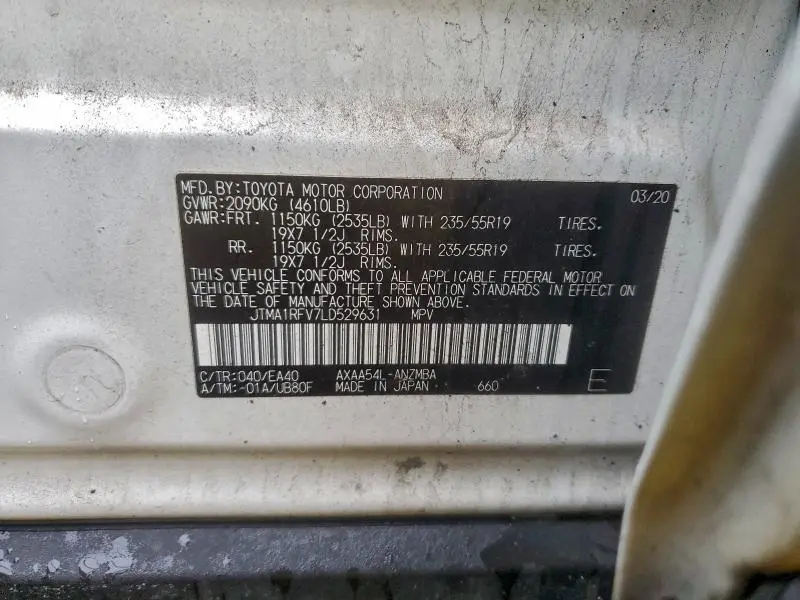 MFD.BY:TOYOTA MOTOR CORPORATION 03/20
GVWR:2090KG (4610LB)
GAWR:FRT. 1150KG (2535LB) WITH 235/55R19 TIRES.
19X7 1/2J RIMS.
RR. 1150KG (2535LB) WITH 235/55R19 TIRES.
19X7 1/2J RIMS.
THIS VEHICLE CONFORMS TO ALL APPLICABLE FEDERAL MOTOR
VEHICLE SAFETY AND THEFT PREVENTION STANDARDS IN EFFECT ON
THE DATE OF MANUFACTURE SHOWN ABOVE.
JTMA1RFV7LD529631 MPV
C/TR:040/EA40 AXAA54L-ANZMBA
A/TM:-01A/UB80F MADE IN JAPAN 660 E